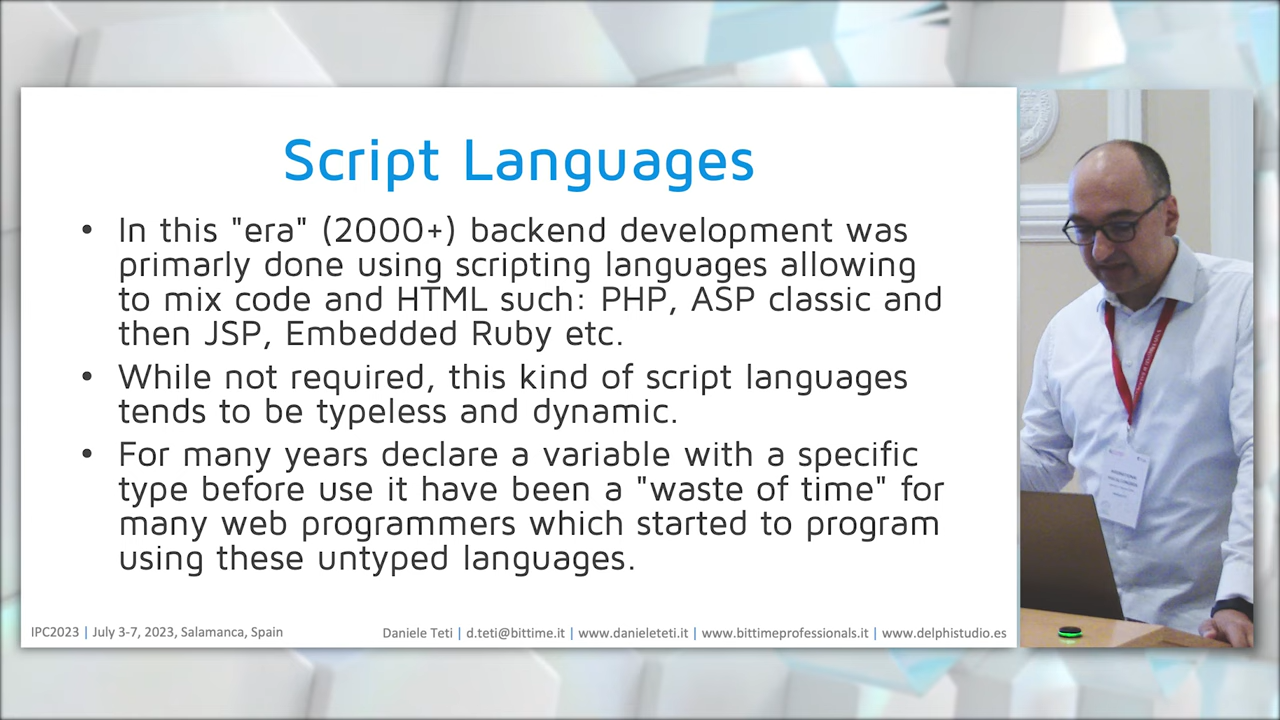 Script Languages
• In this "era" (2000+) backend development was
primarly done using scripting languages allowing
to mix code and HTML such: PHP, ASP classic and
then JSP, Embedded Ruby etc.
• While not required, this kind of script languages
tends to be typeless and dynamic.
• For many years declare a variable with a specific
type before use it have been a "waste of time" for
many web programmers which started to program
using these untyped languages.
IPC2023 | July 3-7, 2023, Salamanca, Spain
Daniele Teti | d.teti@bittime.it | www.danieleteti.it | www.bittimeprofessionals.it | www.delphistudio.es